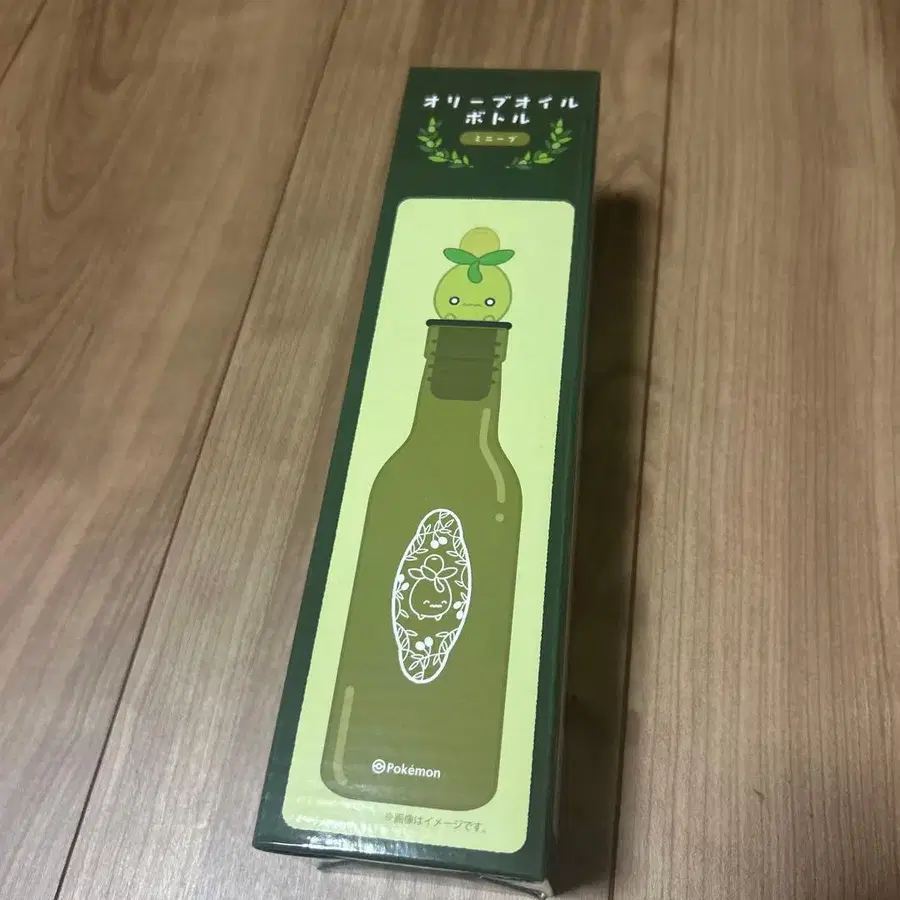 オリーブオイル
ボトル
ミニーブ
Pokémon
※画像はイメージです。